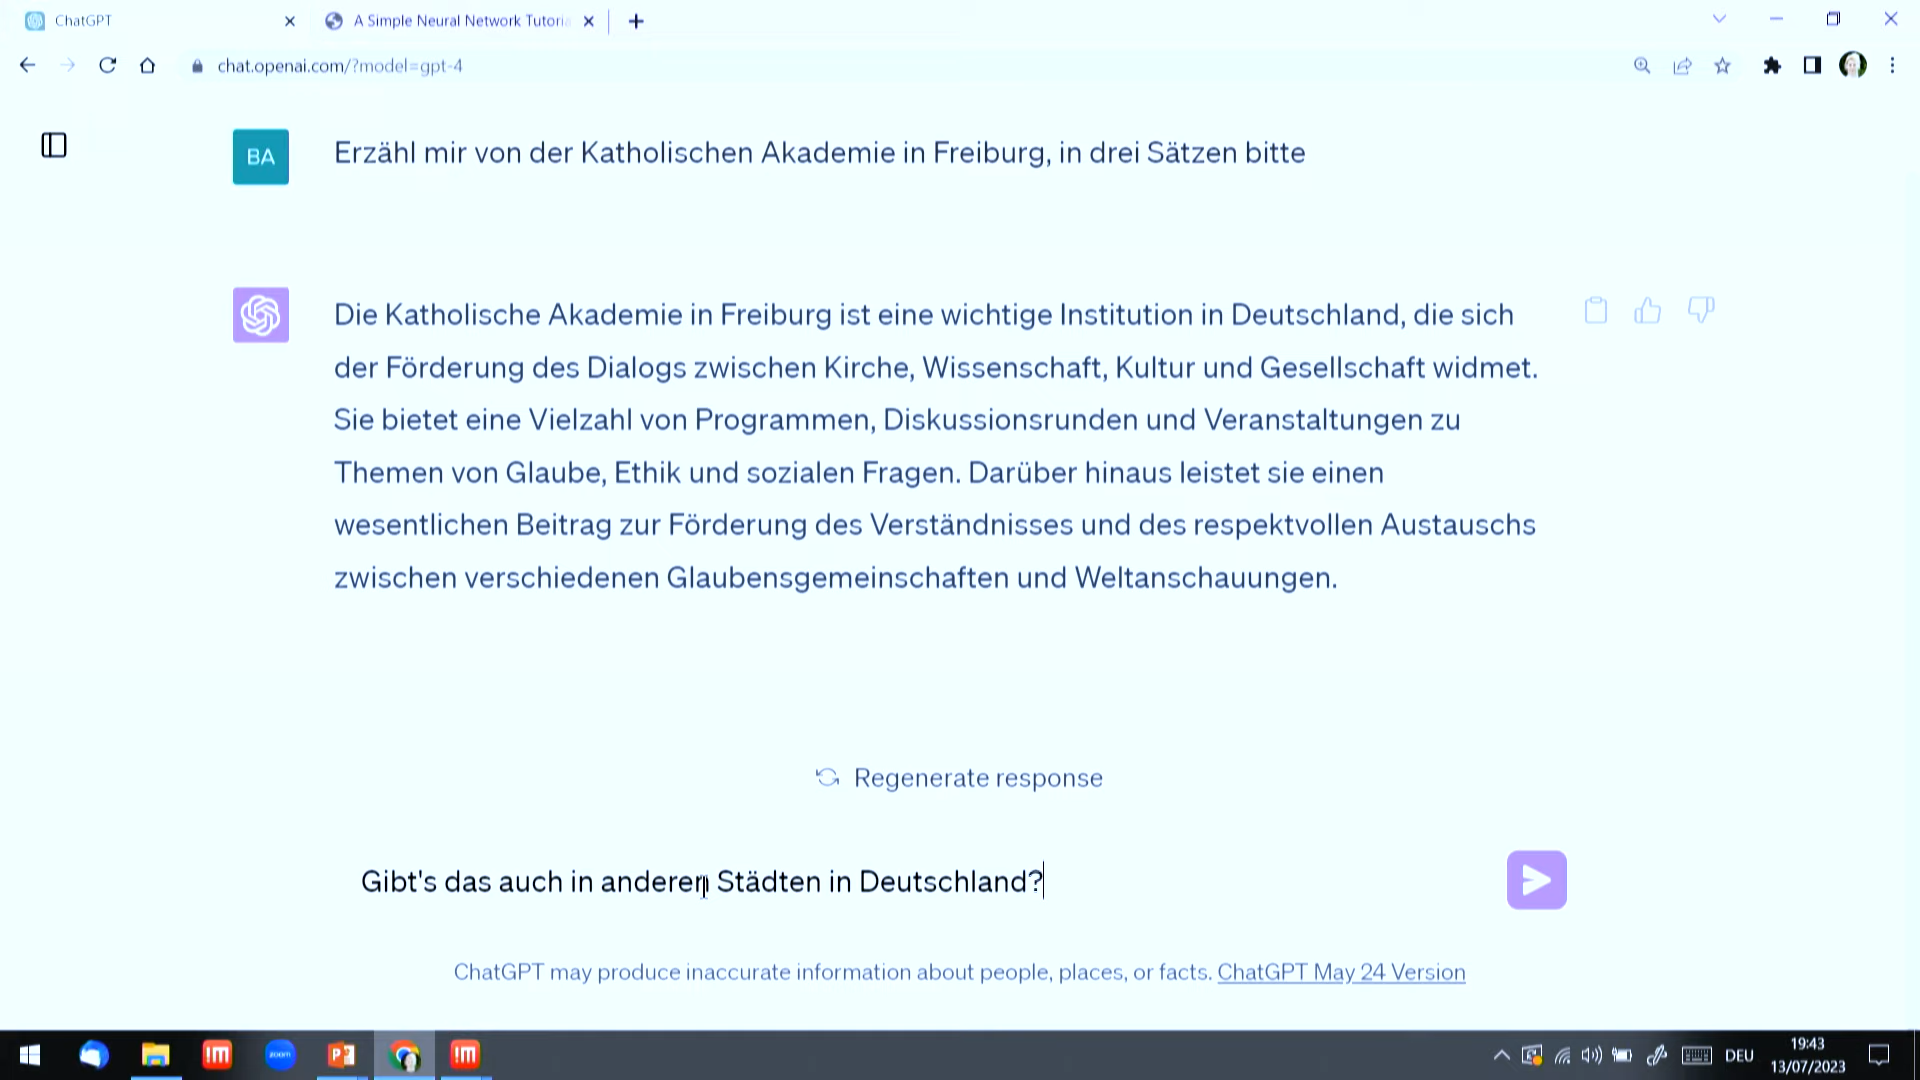 ChatGPT
A Simple Neural Network Tutori
chat.openai.com/?model=gpt-4
BA
Erzähl mir von der Katholischen Akademie in Freiburg, in drei Sätzen bitte
Die Katholische Akademie in Freiburg ist eine wichtige Institution in Deutschland, die sich
der Förderung des Dialogs zwischen Kirche, Wissenschaft, Kultur und Gesellschaft widmet.
Sie bietet eine Vielzahl von Programmen, Diskussionsrunden und Veranstaltungen zu
Themen von Glaube, Ethik und sozialen Fragen. Darüber hinaus leistet sie einen
wesentlichen Beitrag zur Förderung des Verständnisses und des respektvollen Austauschs
zwischen verschiedenen Glaubensgemeinschaften und Weltanschauungen.
Regenerate response
Gibt's das auch in anderen Städten in Deutschland?
ChatGPT may produce inaccurate information about people, places, or facts. ChatGPT May 24 Version
zoom
DEU
19:43
13/07/2023